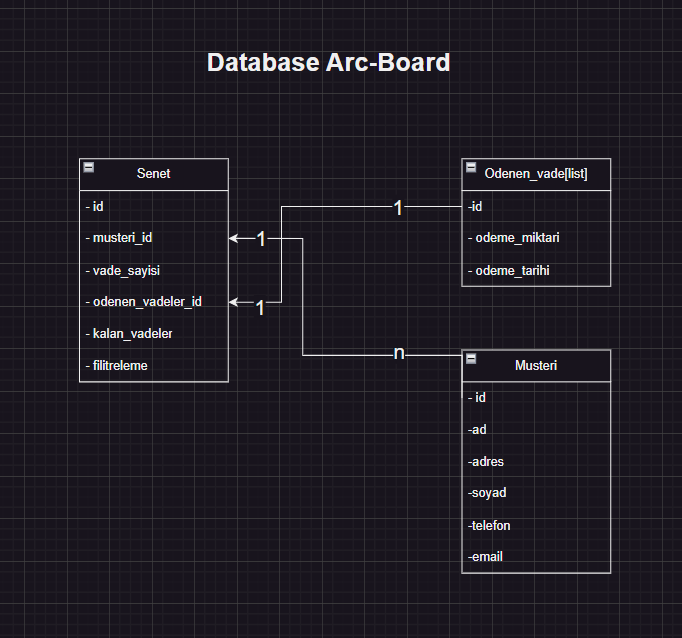 Database Arc-Board
Senet
- id
- musteri_id
- vade_sayisi
- odenen_vadeler_id
- kalan_vadeler
- filitreleme
1
1
1
n
Odenen_vade[list]
-id
- odeme_miktari
- odeme_tarihi
Musteri
- id
-ad
-adres
-soyad
-telefon
-email